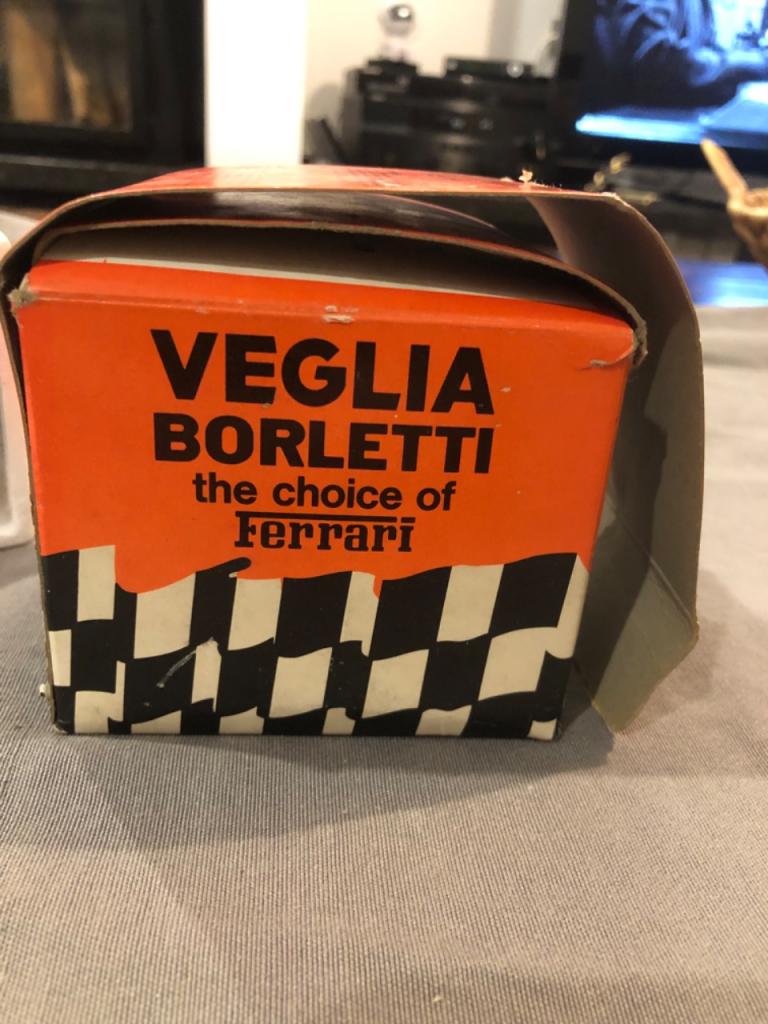 VEGLIA
BORLETTI
the choice of
Ferrari